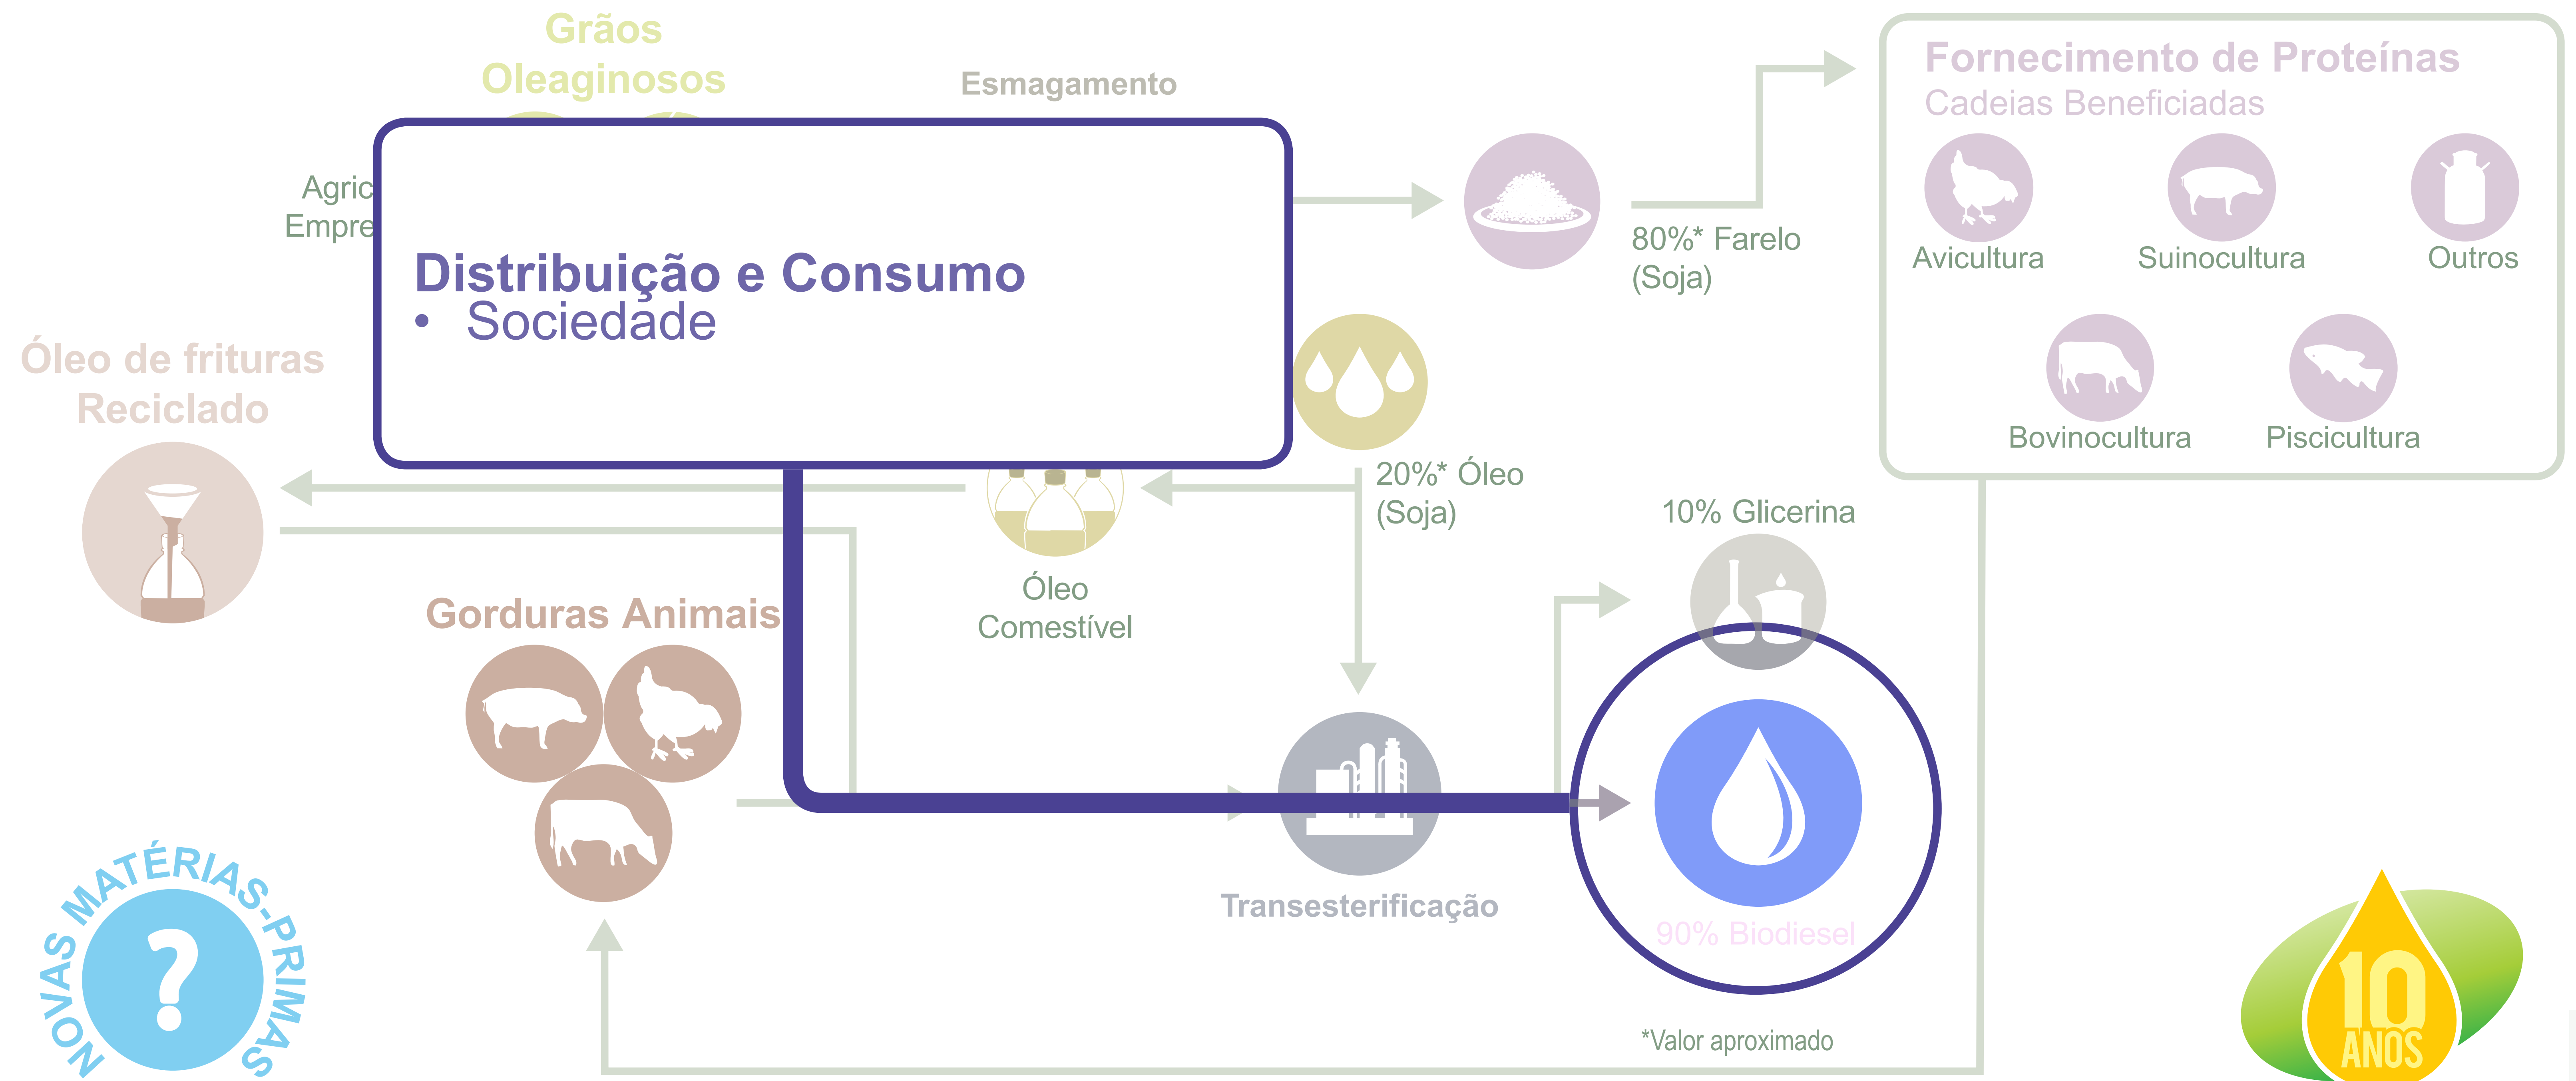 Grãos
Oleaginosos
Esmagamento
Agric
Empre
Distribuição e Consumo
• Sociedade
80%* Farelo
(Soja)
Fornecimento de Proteínas
Cadeias Beneficiadas
Avicultura
Suinocultura
Outros
Bovinocultura
Piscicultura
Óleo de frituras
Reciclado
20%* Óleo
(Soja)
Óleo
Comestível
10% Glicerina
Gorduras Animais
Transesterificação
90% Biodiesel
NOVAS MATÉRIAS-PRIMAS
?
*Valor aproximado
10
ANOS